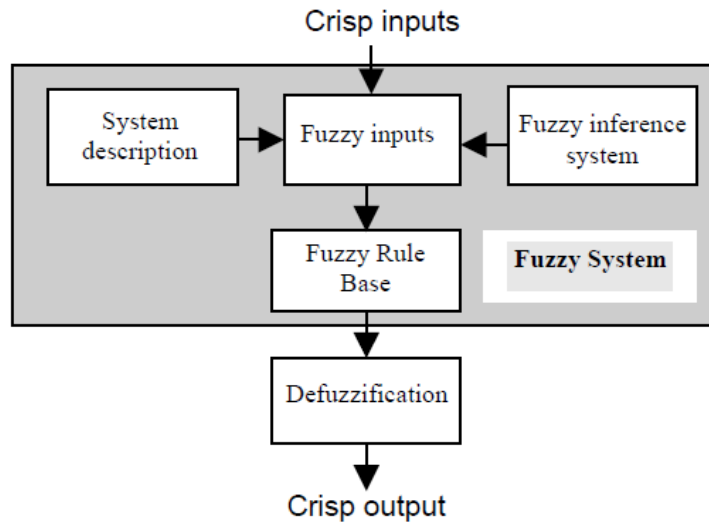 Crisp inputs
System
description
Fuzzy inputs
Fuzzy inference
system
Fuzzy Rule
Base
Fuzzy System
Defuzzification
Crisp output